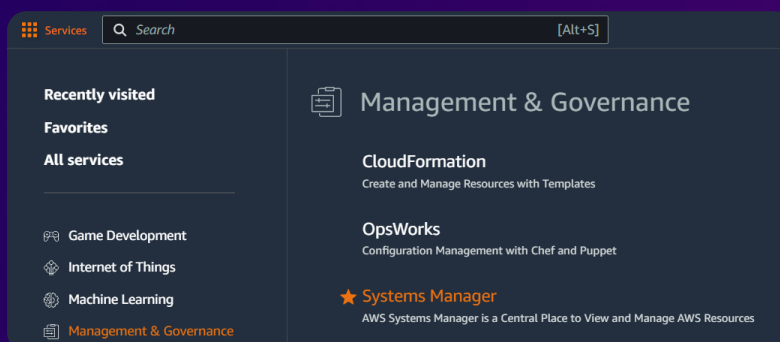 Services
Search [Alt+S]
Recently visited
Favorites
All services
Game Development
Internet of Things
Machine Learning
Management & Governance
Management & Governance
CloudFormation
Create and Manage Resources with Templates
OpsWorks
Configuration Management with Chef and Puppet
Systems Manager
AWS Systems Manager is a Central Place to View and Manage AWS Resources